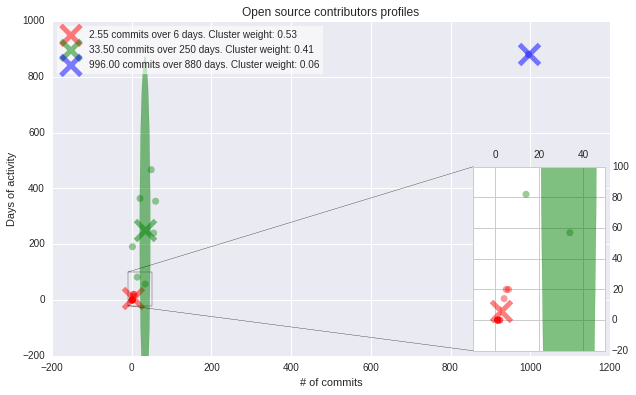 Open source contributors profiles
2.55 commits over 6 days. Cluster weight: 0.53
33.50 commits over 250 days. Cluster weight: 0.41
996.00 commits over 880 days. Cluster weight: 0.06
Days of activity
1000
800
600
400
200
0
−200
−200 0 200 400 600 800 1000 1200
# of commits
0 20 40
100
80
60
40
20
0
−20